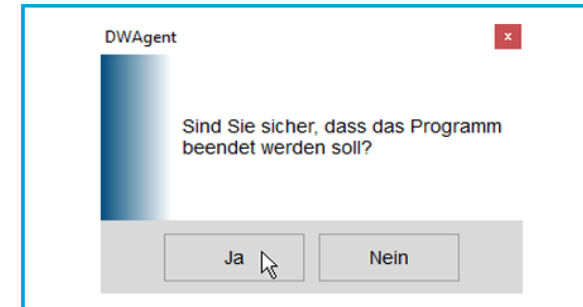 DWAgent
x
Sind Sie sicher, dass das Programm
beendet werden soll?
Ja
Nein